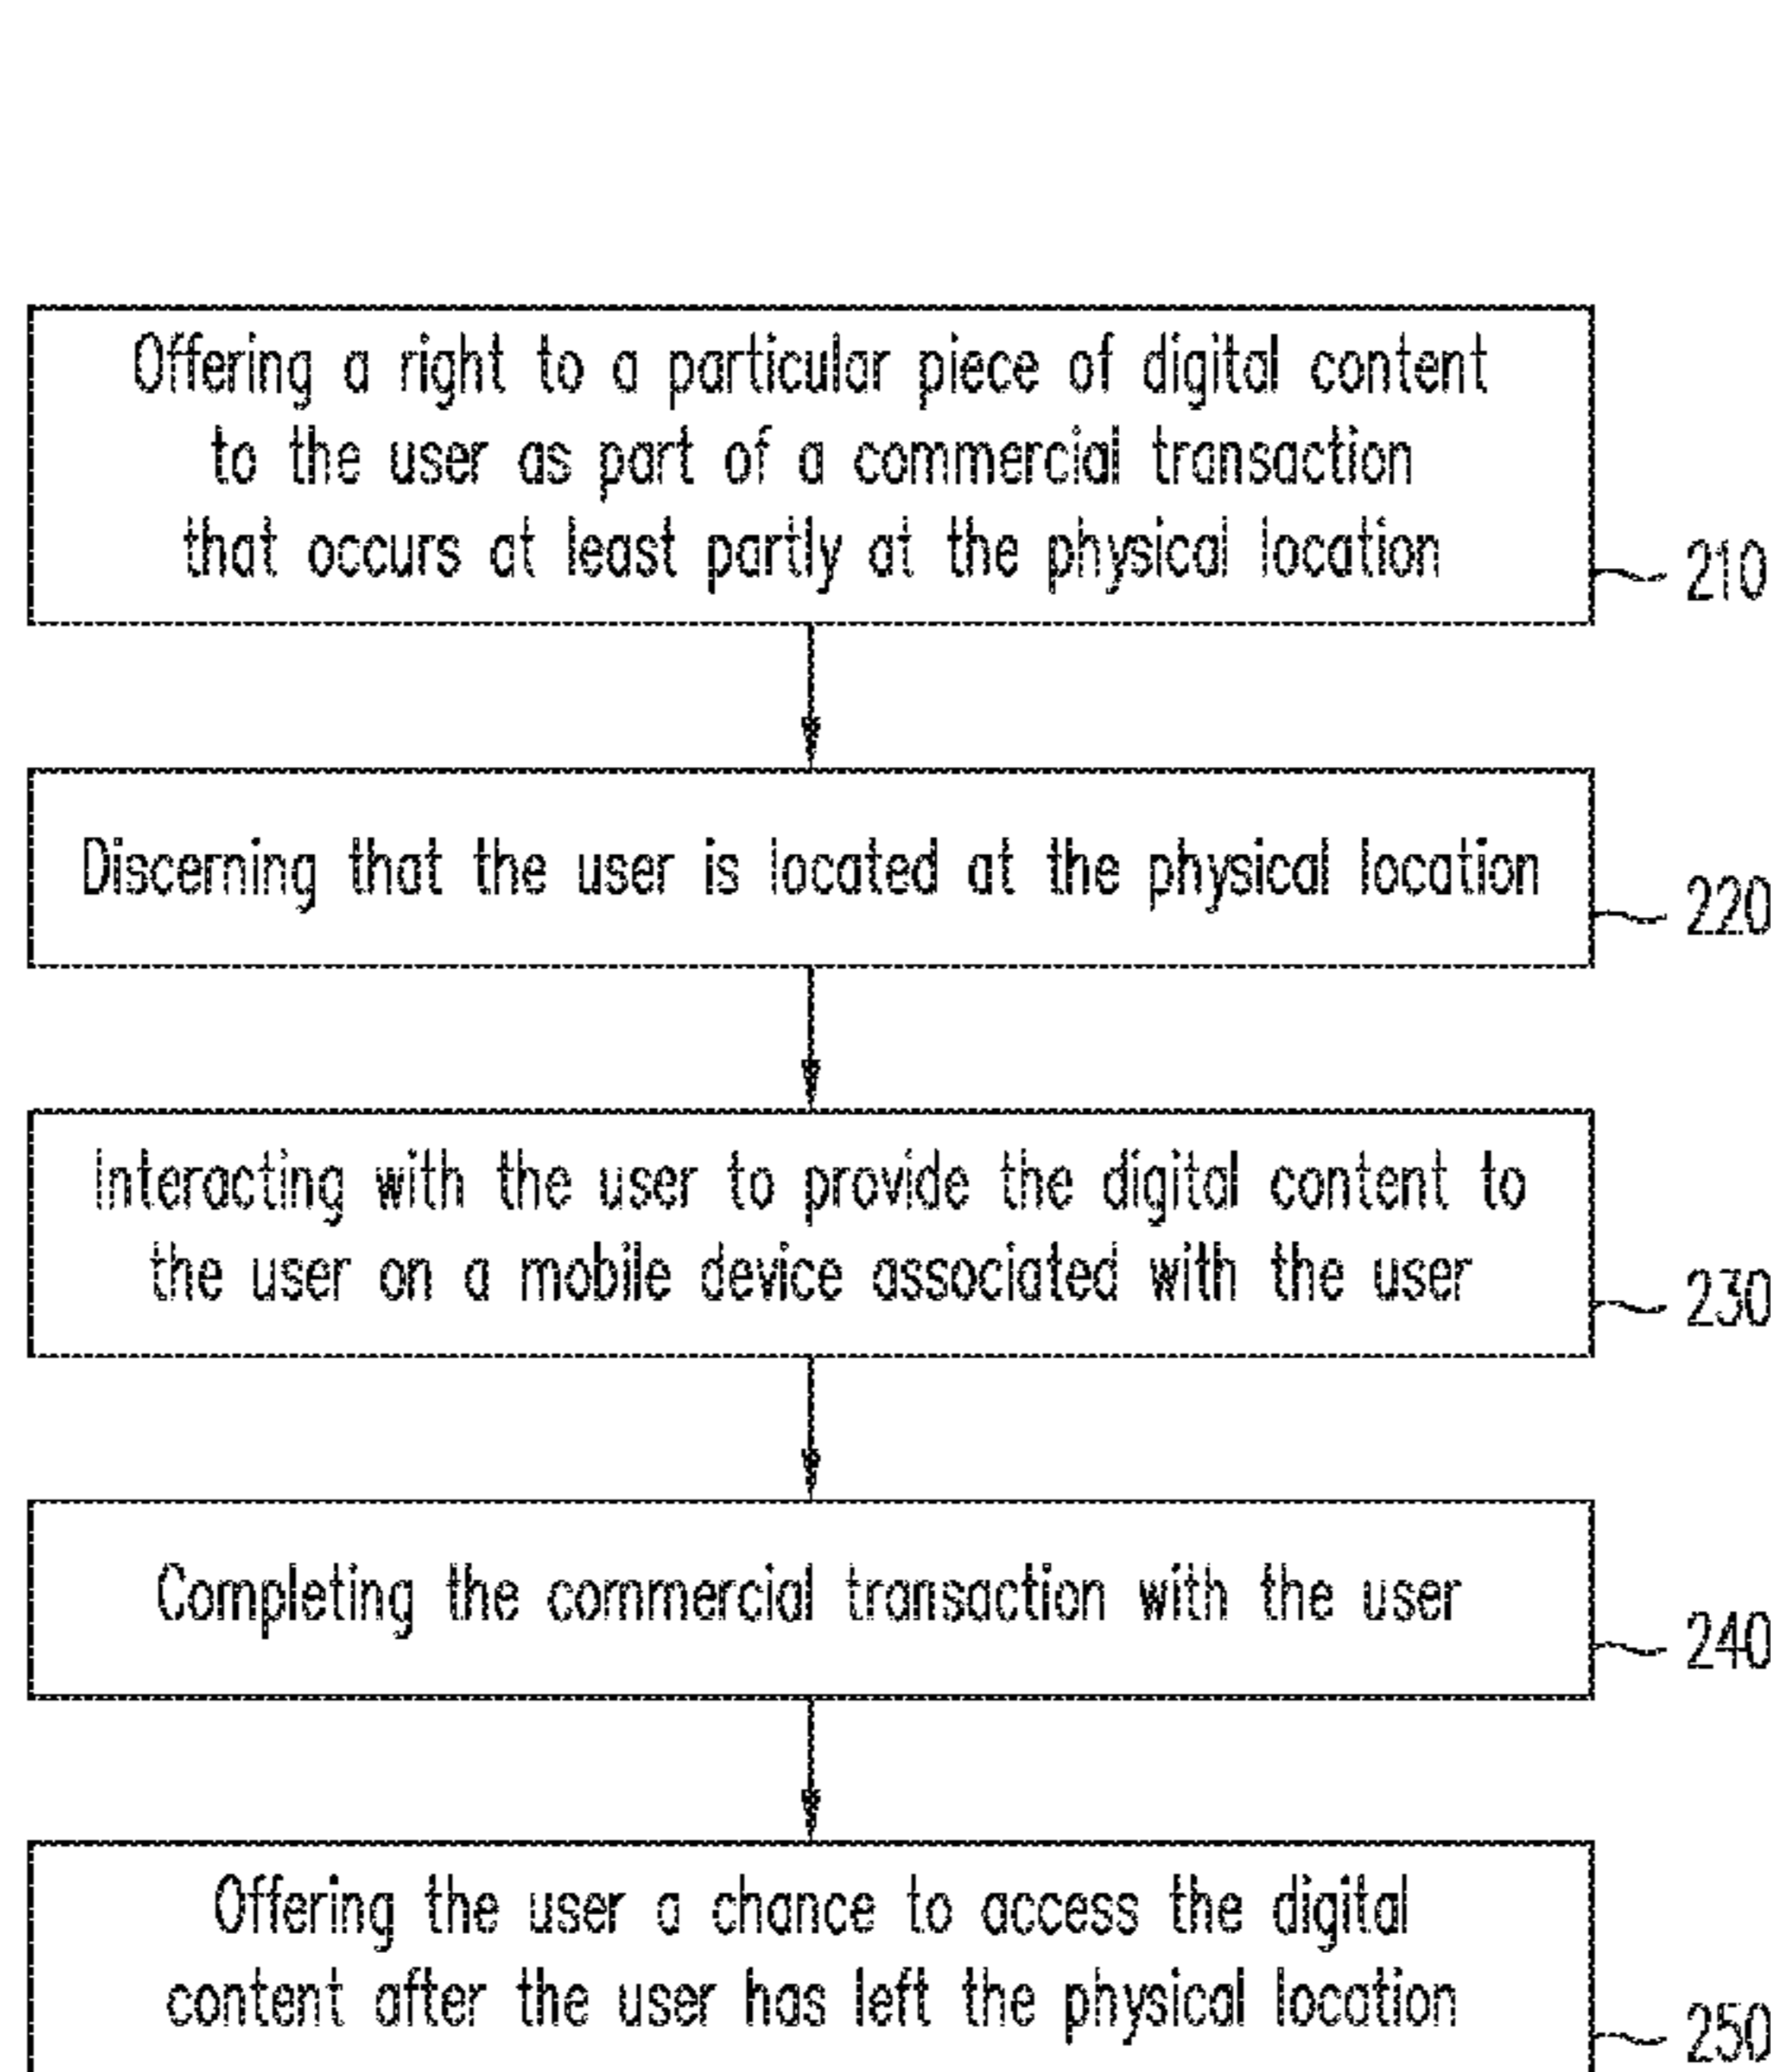 Offering a right to a particular piece of digital content
to the user as part of a commercial transaction
that occurs at least partly at the physical location
210
Discerning that the user is located at the physical location
220
Interacting with the user to provide the digital content to
the user on a mobile device associated with the user
230
Completing the commercial transaction with the user
240
Offering the user a chance to access the digital
content after the user has left the physical location
250